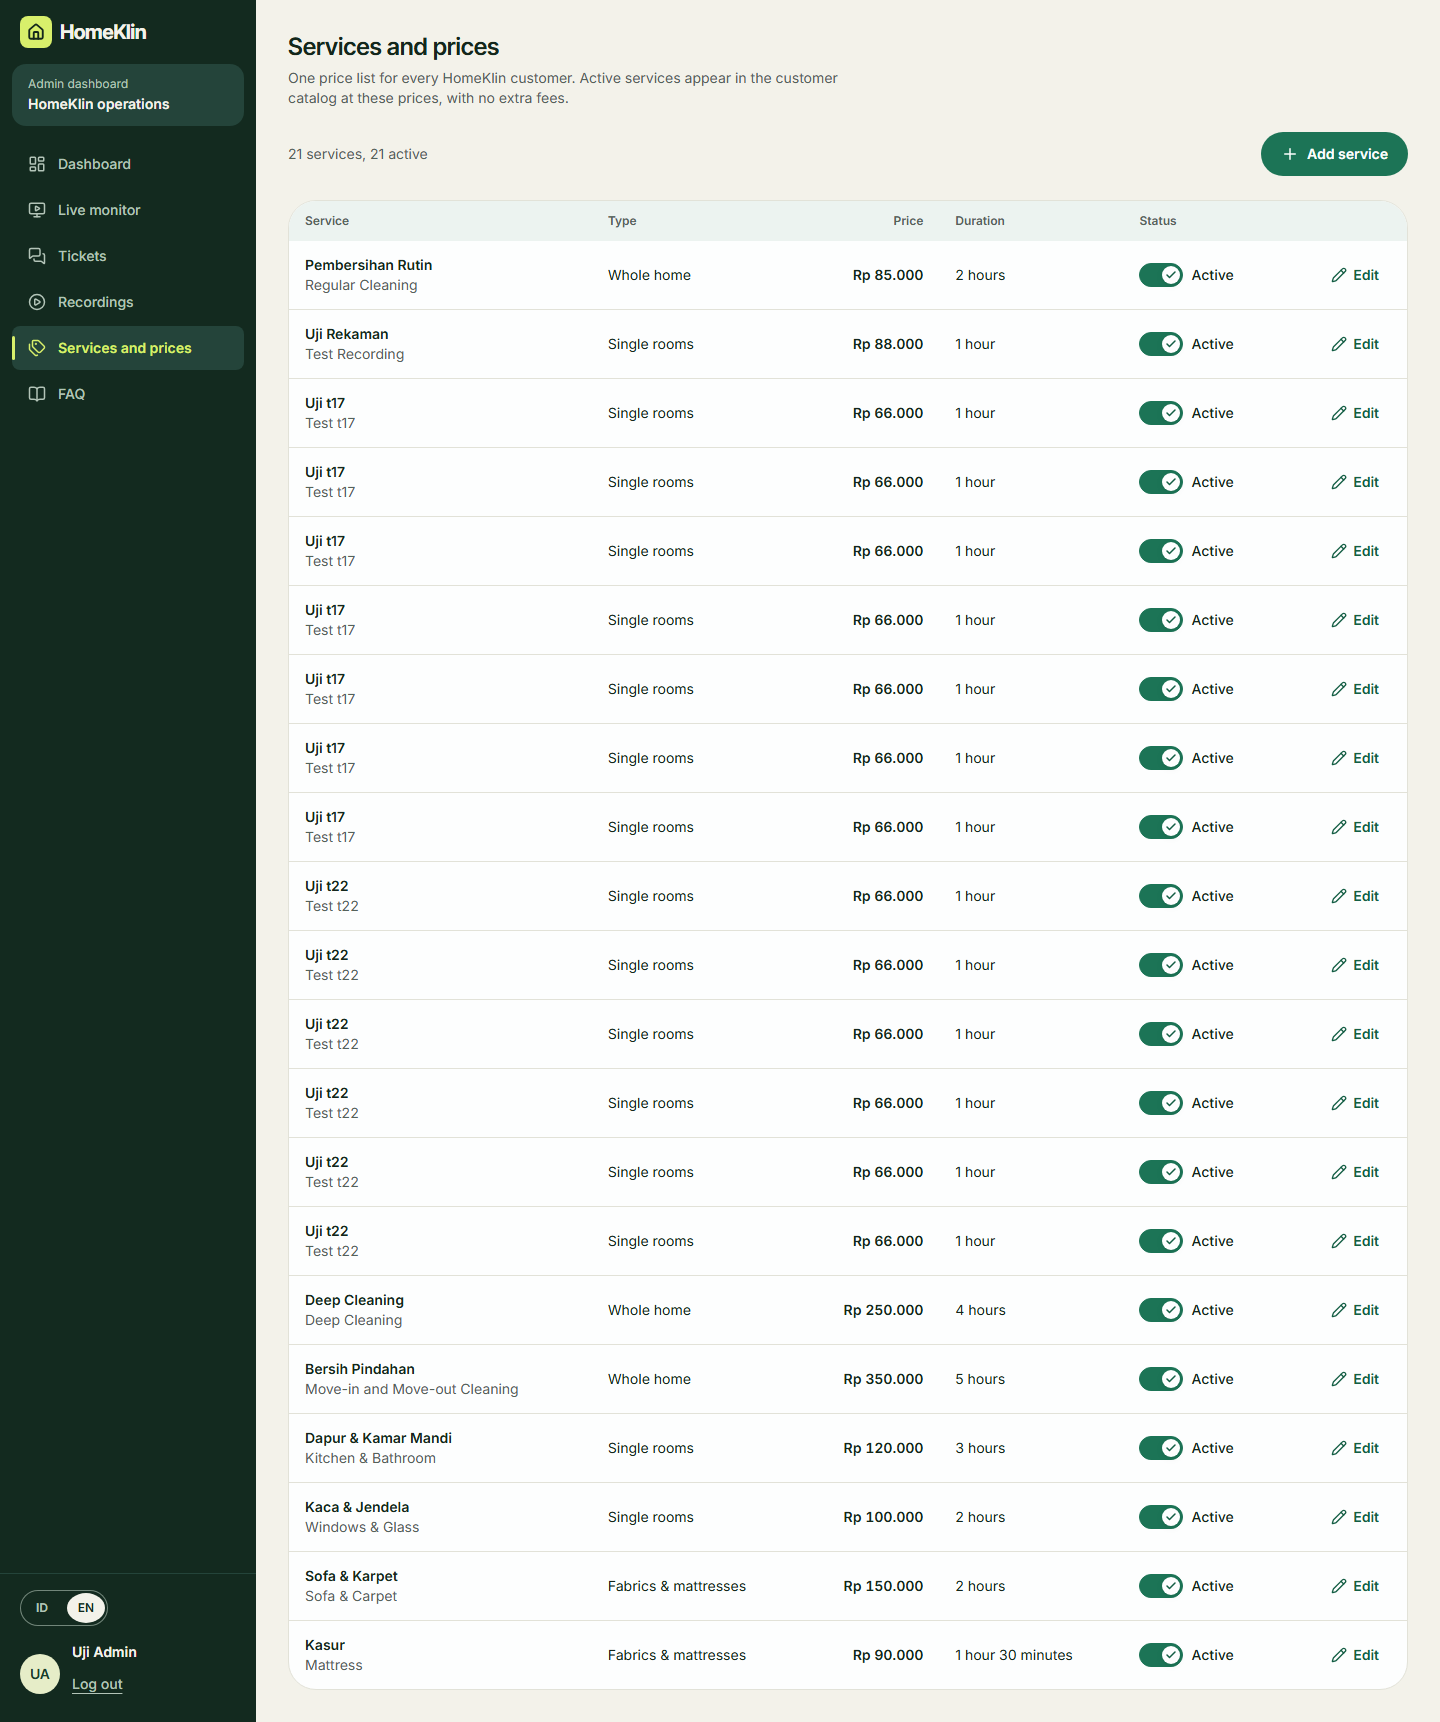 HomeKlin
Admin dashboard
HomeKlin operations
Dashboard
Live monitor
Tickets
Recordings
Services and prices
FAQ
ID EN
UA
Uji Admin
Log out
Services and prices
One price list for every HomeKlin customer. Active services appear in the customer
catalog at these prices, with no extra fees.
21 services, 21 active
Add service
Service Type Price Duration Status
Pembersihan Rutin
Regular Cleaning
Whole home Rp 85.000 2 hours Active Edit
Uji Rekaman
Test Recording
Single rooms Rp 88.000 1 hour Active Edit
Uji t17
Test t17
Single rooms Rp 66.000 1 hour Active Edit
Uji t17
Test t17
Single rooms Rp 66.000 1 hour Active Edit
Uji t17
Test t17
Single rooms Rp 66.000 1 hour Active Edit
Uji t17
Test t17
Single rooms Rp 66.000 1 hour Active Edit
Uji t17
Test t17
Single rooms Rp 66.000 1 hour Active Edit
Uji t17
Test t17
Single rooms Rp 66.000 1 hour Active Edit
Uji t17
Test t17
Single rooms Rp 66.000 1 hour Active Edit
Uji t22
Test t22
Single rooms Rp 66.000 1 hour Active Edit
Uji t22
Test t22
Single rooms Rp 66.000 1 hour Active Edit
Uji t22
Test t22
Single rooms Rp 66.000 1 hour Active Edit
Uji t22
Test t22
Single rooms Rp 66.000 1 hour Active Edit
Uji t22
Test t22
Single rooms Rp 66.000 1 hour Active Edit
Uji t22
Test t22
Single rooms Rp 66.000 1 hour Active Edit
Deep Cleaning
Deep Cleaning
Whole home Rp 250.000 4 hours Active Edit
Bersih Pindahan
Move-in and Move-out Cleaning
Whole home Rp 350.000 5 hours Active Edit
Dapur & Kamar Mandi
Kitchen & Bathroom
Single rooms Rp 120.000 3 hours Active Edit
Kaca & Jendela
Windows & Glass
Single rooms Rp 100.000 2 hours Active Edit
Sofa & Karpet
Sofa & Carpet
Fabrics & mattresses Rp 150.000 2 hours Active Edit
Kasur
Mattress
Fabrics & mattresses Rp 90.000 1 hour 30 minutes Active Edit